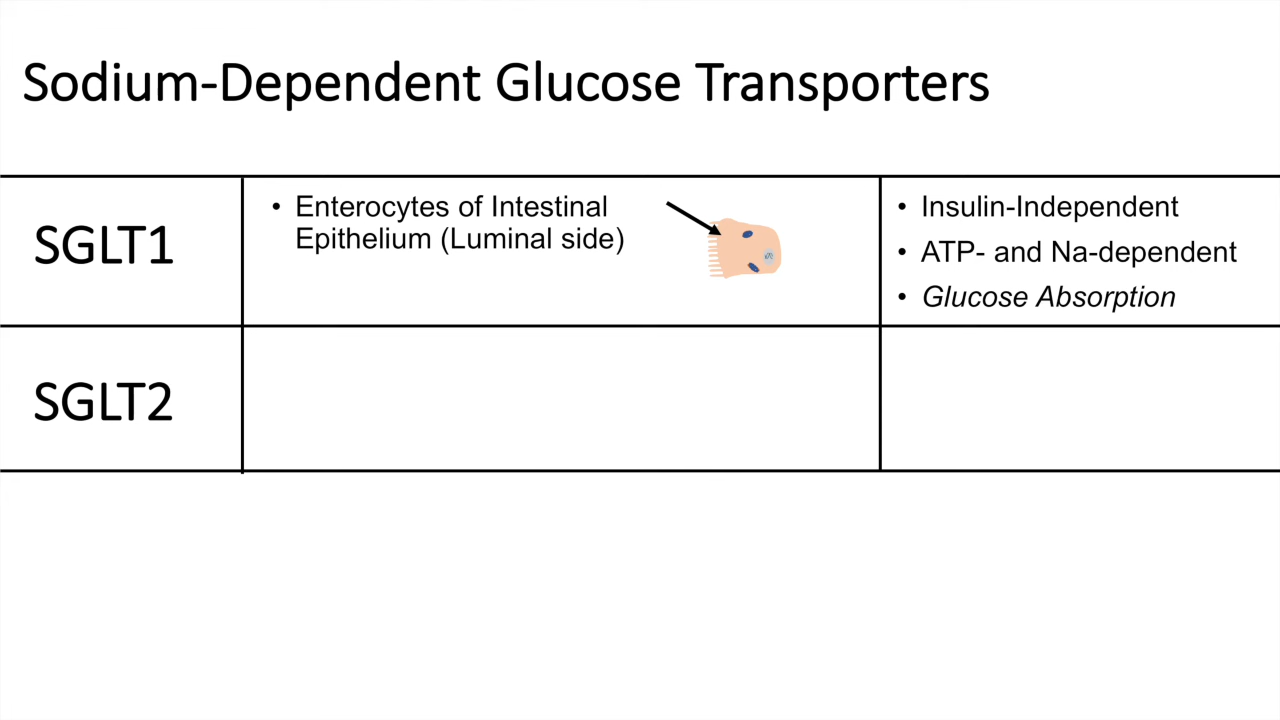 Sodium-Dependent Glucose Transporters
SGLT1
• Enterocytes of Intestinal
Epithelium (Luminal side)
• Insulin-Independent
• ATP- and Na-dependent
• Glucose Absorption
SGLT2